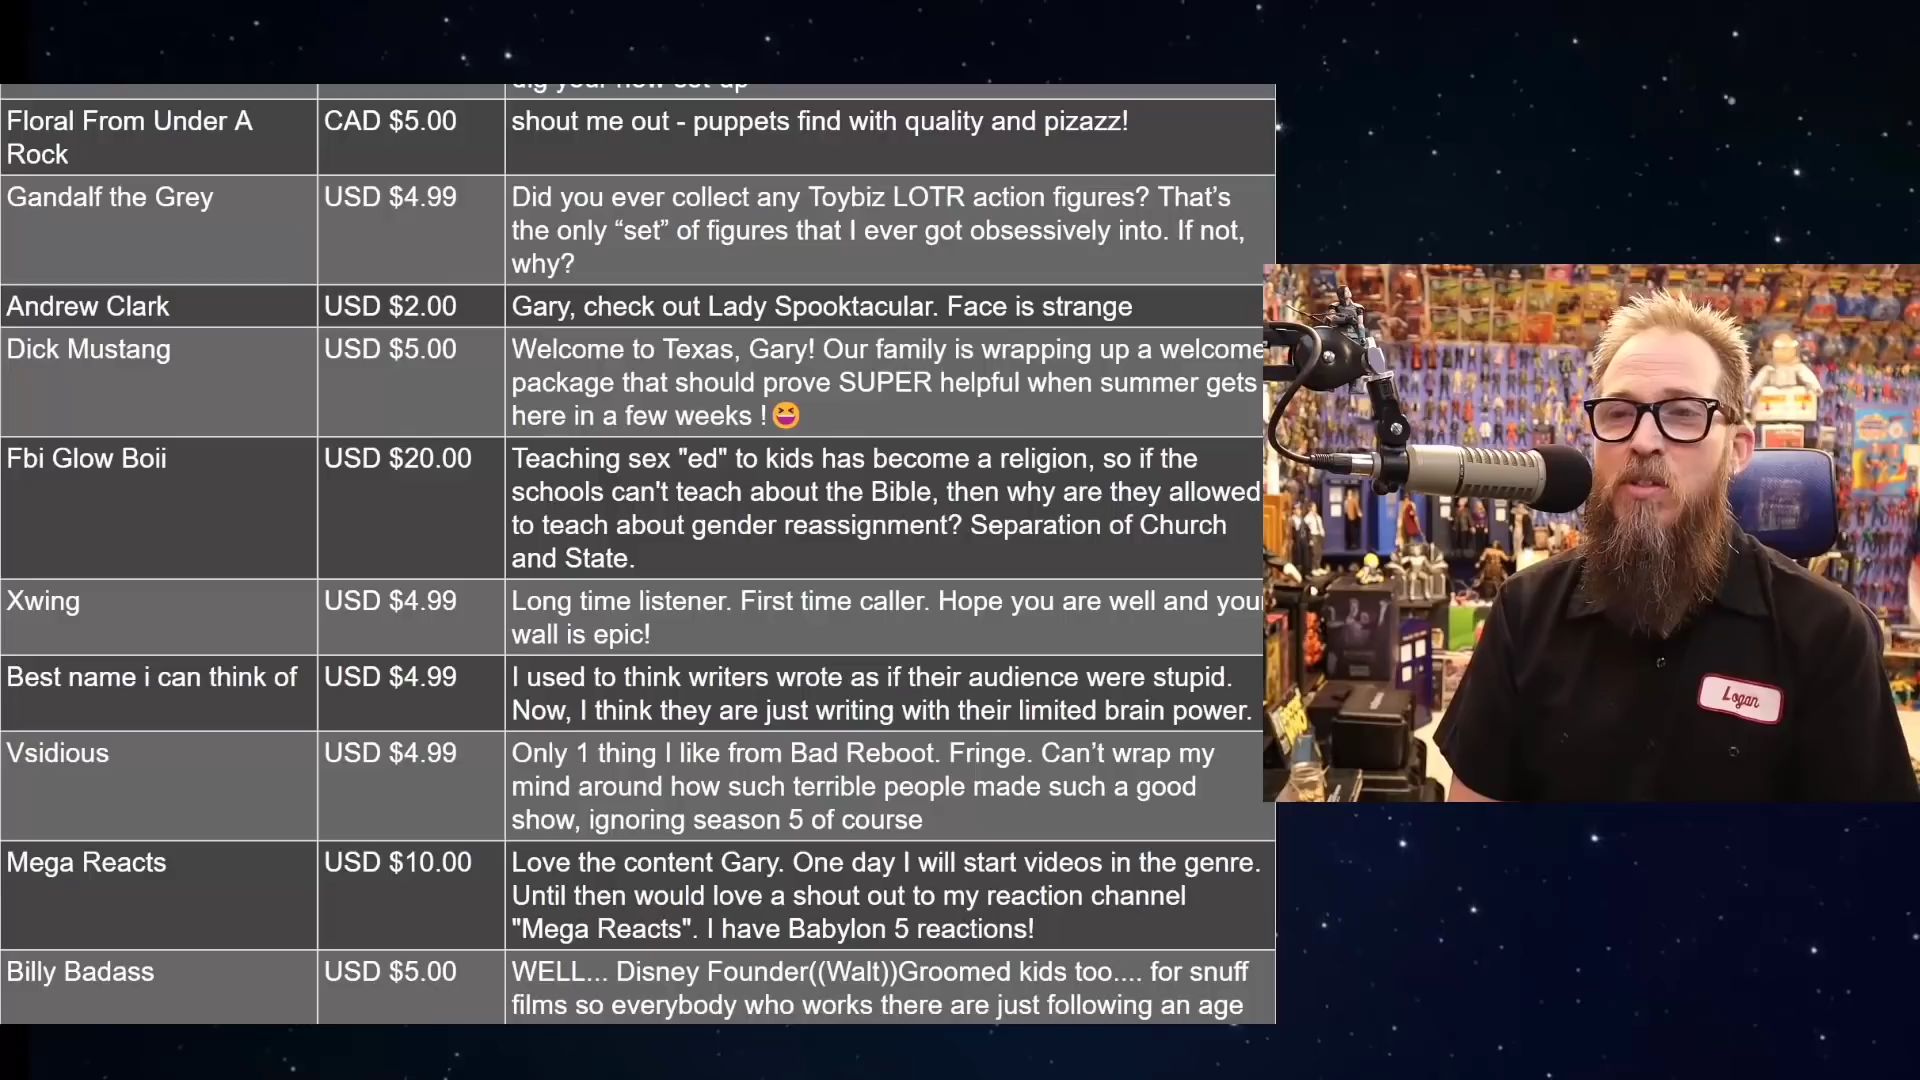 dig your new set-up
Floral From Under A
Rock
CAD $5.00
shout me out - puppets find with quality and pizazz!
Gandalf the Grey
USD $4.99
Did you ever collect any Toybiz LOTR action figures? That’s
the only “set” of figures that I ever got obsessively into. If not,
why?
Andrew Clark
USD $2.00
Gary, check out Lady Spooktacular. Face is strange
Dick Mustang
USD $5.00
Welcome to Texas, Gary! Our family is wrapping up a welcome
package that should prove SUPER helpful when summer gets
here in a few weeks !😆
Fbi Glow Boii
USD $20.00
Teaching sex "ed" to kids has become a religion, so if the
schools can't teach about the Bible, then why are they allowed
to teach about gender reassignment? Separation of Church
and State.
Xwing
USD $4.99
Long time listener. First time caller. Hope you are well and you
wall is epic!
Best name i can think of
USD $4.99
I used to think writers wrote as if their audience were stupid.
Now, I think they are just writing with their limited brain power.
Vsidious
USD $4.99
Only 1 thing I like from Bad Reboot. Fringe. Can’t wrap my
mind around how such terrible people made such a good
show, ignoring season 5 of course
Mega Reacts
USD $10.00
Love the content Gary. One day I will start videos in the genre.
Until then would love a shout out to my reaction channel
"Mega Reacts". I have Babylon 5 reactions!
Billy Badass
USD $5.00
WELL... Disney Founder((Walt))Groomed kids too.... for snuff
films so everybody who works there are just following an age
Logan